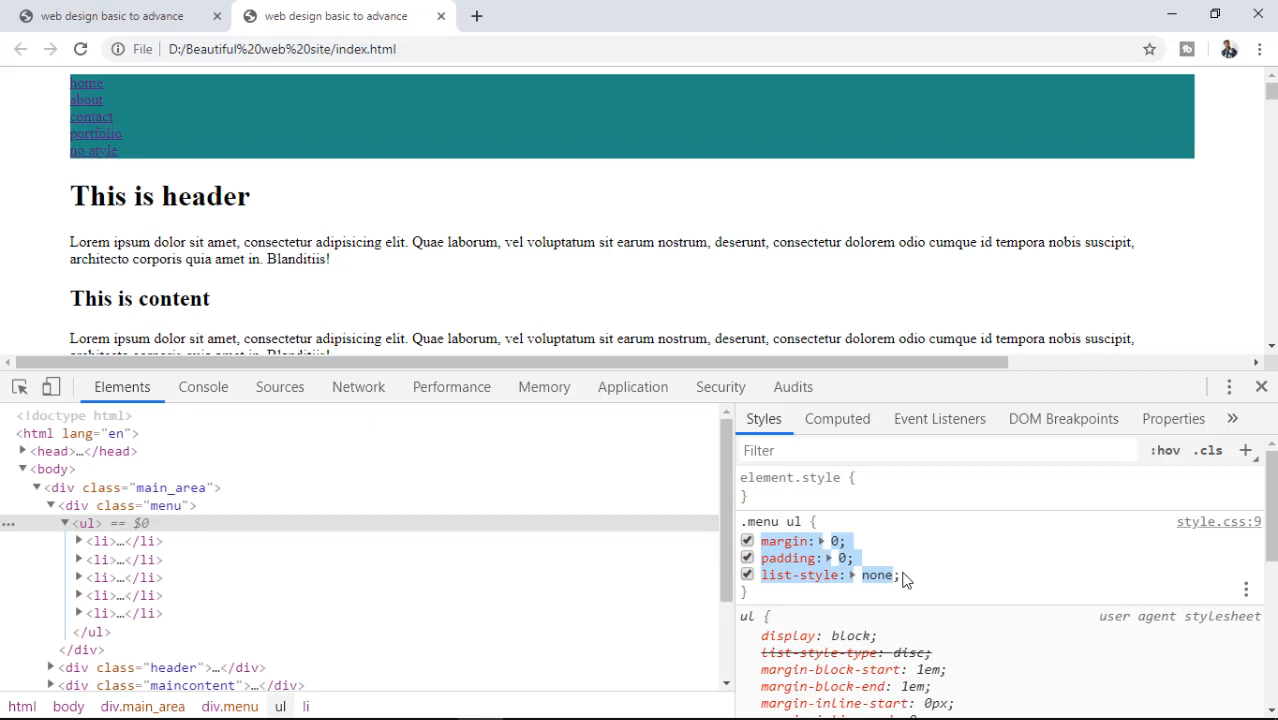 web design basic to advance
web design basic to advance
File D:/Beautiful%20web%20site/index.html
home
about
contact
portfolio
no style
This is header
Lorem ipsum dolor sit amet, consectetur adipisicing elit. Quae laborum, vel voluptatum sit earum nostrum, deserunt, consectetur dolorem odio cumque id tempora nobis suscipit,
architecto corporis quia amet in. Blanditiis!
This is content
Lorem ipsum dolor sit amet, consectetur adipisicing elit. Quae laborum, vel voluptatum sit earum nostrum, deserunt, consectetur dolorem odio cumque id tempora nobis suscipit,
architecto corporis quia amet in. Blanditiis!
Elements Console Sources Network Performance Memory Application Security Audits
<!doctype html>
<html lang="en">
<head>…</head>
<body>
<div class="main_area">
<div class="menu">
… <ul> == $0
<li>…</li>
<li>…</li>
<li>…</li>
<li>…</li>
<li>…</li>
</ul>
</div>
<div class="header">…</div>
<div class="maincontent">…</div>
html body div.main_area div.menu ul li
Styles Computed Event Listeners DOM Breakpoints Properties »
Filter :hov .cls +
element.style {
}
.menu ul { style.css:9
margin: 0;
padding: 0;
list-style: none;
}
ul { user agent stylesheet
display: block;
list-style-type: disc;
margin-block-start: 1em;
margin-block-end: 1em;
margin-inline-start: 0px;